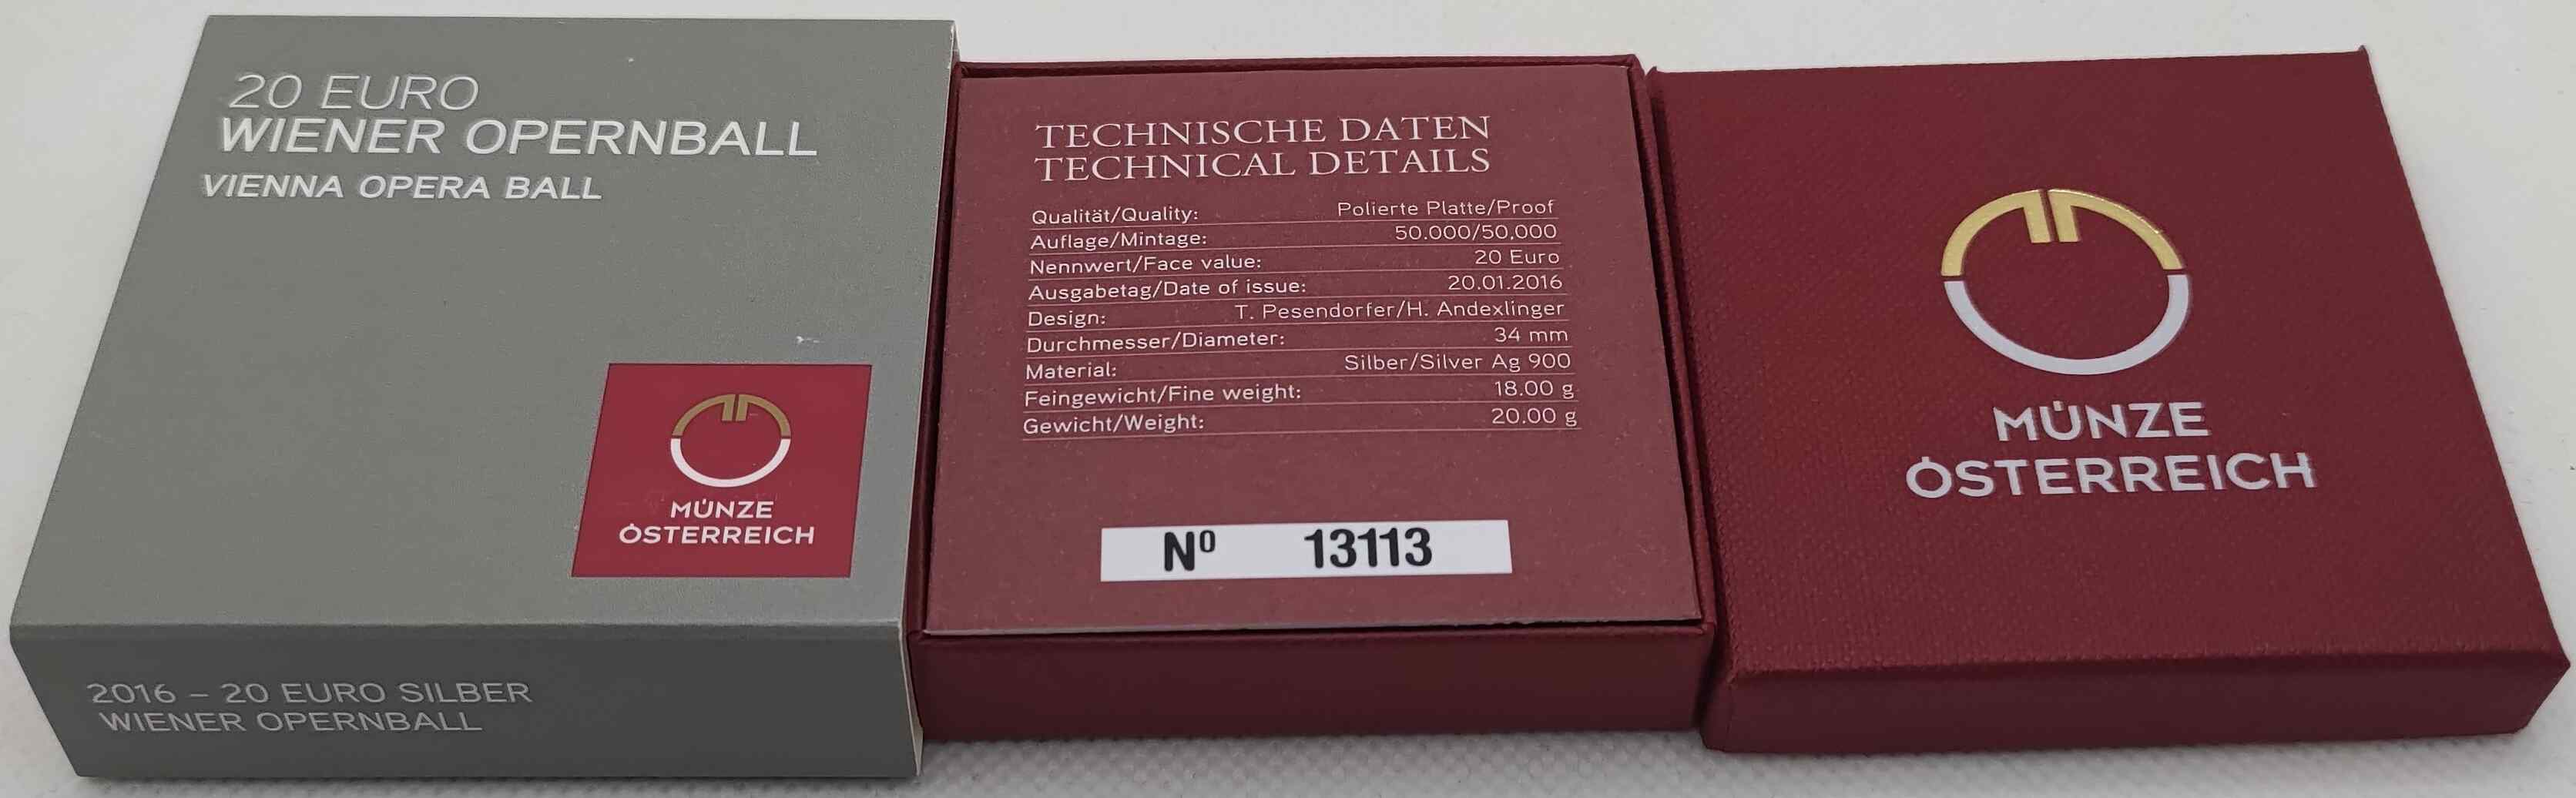 20 EURO
WIENER OPERNBALL
VIENNA OPERA BALL
MÜNZE
ÖSTERREICH
2016 – 20 EURO SILBER
WIENER OPERNBALL
TECHNISCHE DATEN
TECHNICAL DETAILS
Qualität/Quality: Polierte Platte/Proof
Auflage/Mintage: 50.000/50,000
Nennwert/Face value: 20 Euro
Ausgabetag/Date of issue: 20.01.2016
Design: T. Pesendorfer/H. Andexlinger
Durchmesser/Diameter: 34 mm
Material: Silber/Silver Ag 900
Feingewicht/Fine weight: 18.00 g
Gewicht/Weight: 20.00 g
Nº 13113
MÜNZE
ÖSTERREICH